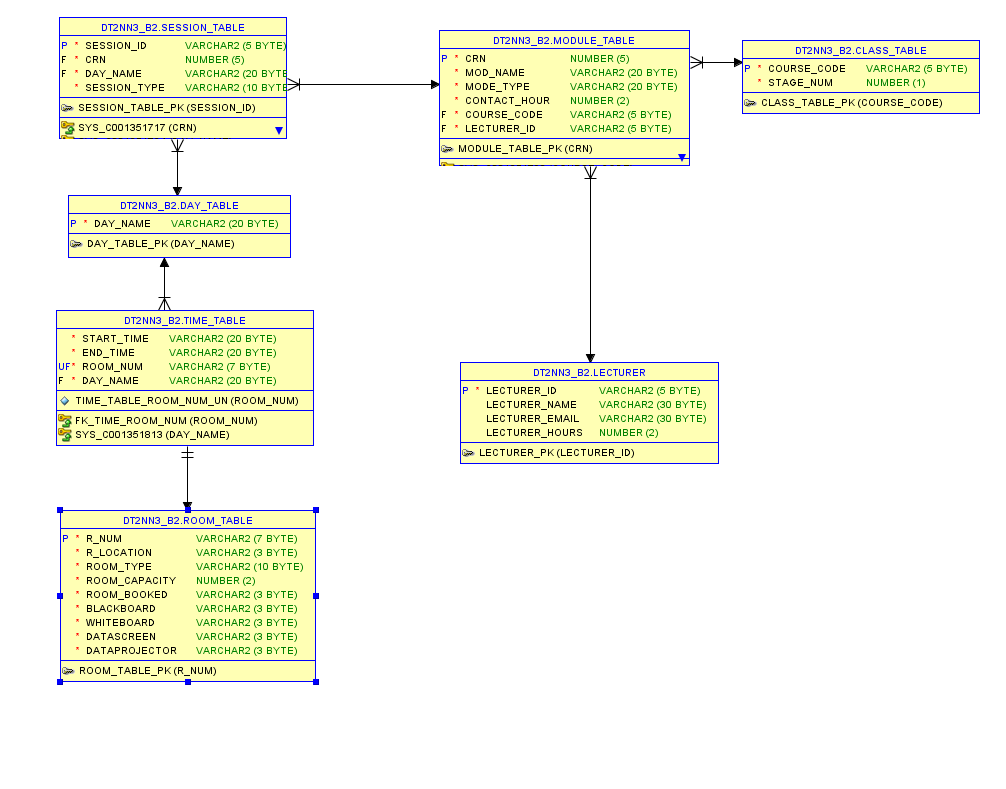 DT2NN3_B2.SESSION_TABLE
P * SESSION_ID VARCHAR2 (5 BYTE)
F * CRN NUMBER (5)
F * DAY_NAME VARCHAR2 (20 BYTE
* SESSION_TYPE VARCHAR2 (10 BYTE
SESSION_TABLE_PK (SESSION_ID)
SYS_C001351717 (CRN)
DT2NN3_B2.MODULE_TABLE
P * CRN NUMBER (5)
* MOD_NAME VARCHAR2 (20 BYTE)
* MODE_TYPE VARCHAR2 (20 BYTE)
* CONTACT_HOUR NUMBER (2)
F * COURSE_CODE VARCHAR2 (5 BYTE)
F * LECTURER_ID VARCHAR2 (5 BYTE)
MODULE_TABLE_PK (CRN)
DT2NN3_B2.CLASS_TABLE
P * COURSE_CODE VARCHAR2 (5 BYTE)
* STAGE_NUM NUMBER (1)
CLASS_TABLE_PK (COURSE_CODE)
DT2NN3_B2.DAY_TABLE
P * DAY_NAME VARCHAR2 (20 BYTE)
DAY_TABLE_PK (DAY_NAME)
DT2NN3_B2.TIME_TABLE
* START_TIME VARCHAR2 (20 BYTE)
* END_TIME VARCHAR2 (20 BYTE)
UF* ROOM_NUM VARCHAR2 (7 BYTE)
F * DAY_NAME VARCHAR2 (20 BYTE)
TIME_TABLE_ROOM_NUM_UN (ROOM_NUM)
FK_TIME_ROOM_NUM (ROOM_NUM)
SYS_C001351813 (DAY_NAME)
DT2NN3_B2.LECTURER
P * LECTURER_ID VARCHAR2 (5 BYTE)
LECTURER_NAME VARCHAR2 (30 BYTE)
LECTURER_EMAIL VARCHAR2 (30 BYTE)
LECTURER_HOURS NUMBER (2)
LECTURER_PK (LECTURER_ID)
DT2NN3_B2.ROOM_TABLE
P * R_NUM VARCHAR2 (7 BYTE)
* R_LOCATION VARCHAR2 (3 BYTE)
* ROOM_TYPE VARCHAR2 (10 BYTE)
* ROOM_CAPACITY NUMBER (2)
* ROOM_BOOKED VARCHAR2 (3 BYTE)
* BLACKBOARD VARCHAR2 (3 BYTE)
* WHITEBOARD VARCHAR2 (3 BYTE)
* DATASCREEN VARCHAR2 (3 BYTE)
* DATAPROJECTOR VARCHAR2 (3 BYTE)
ROOM_TABLE_PK (R_NUM)